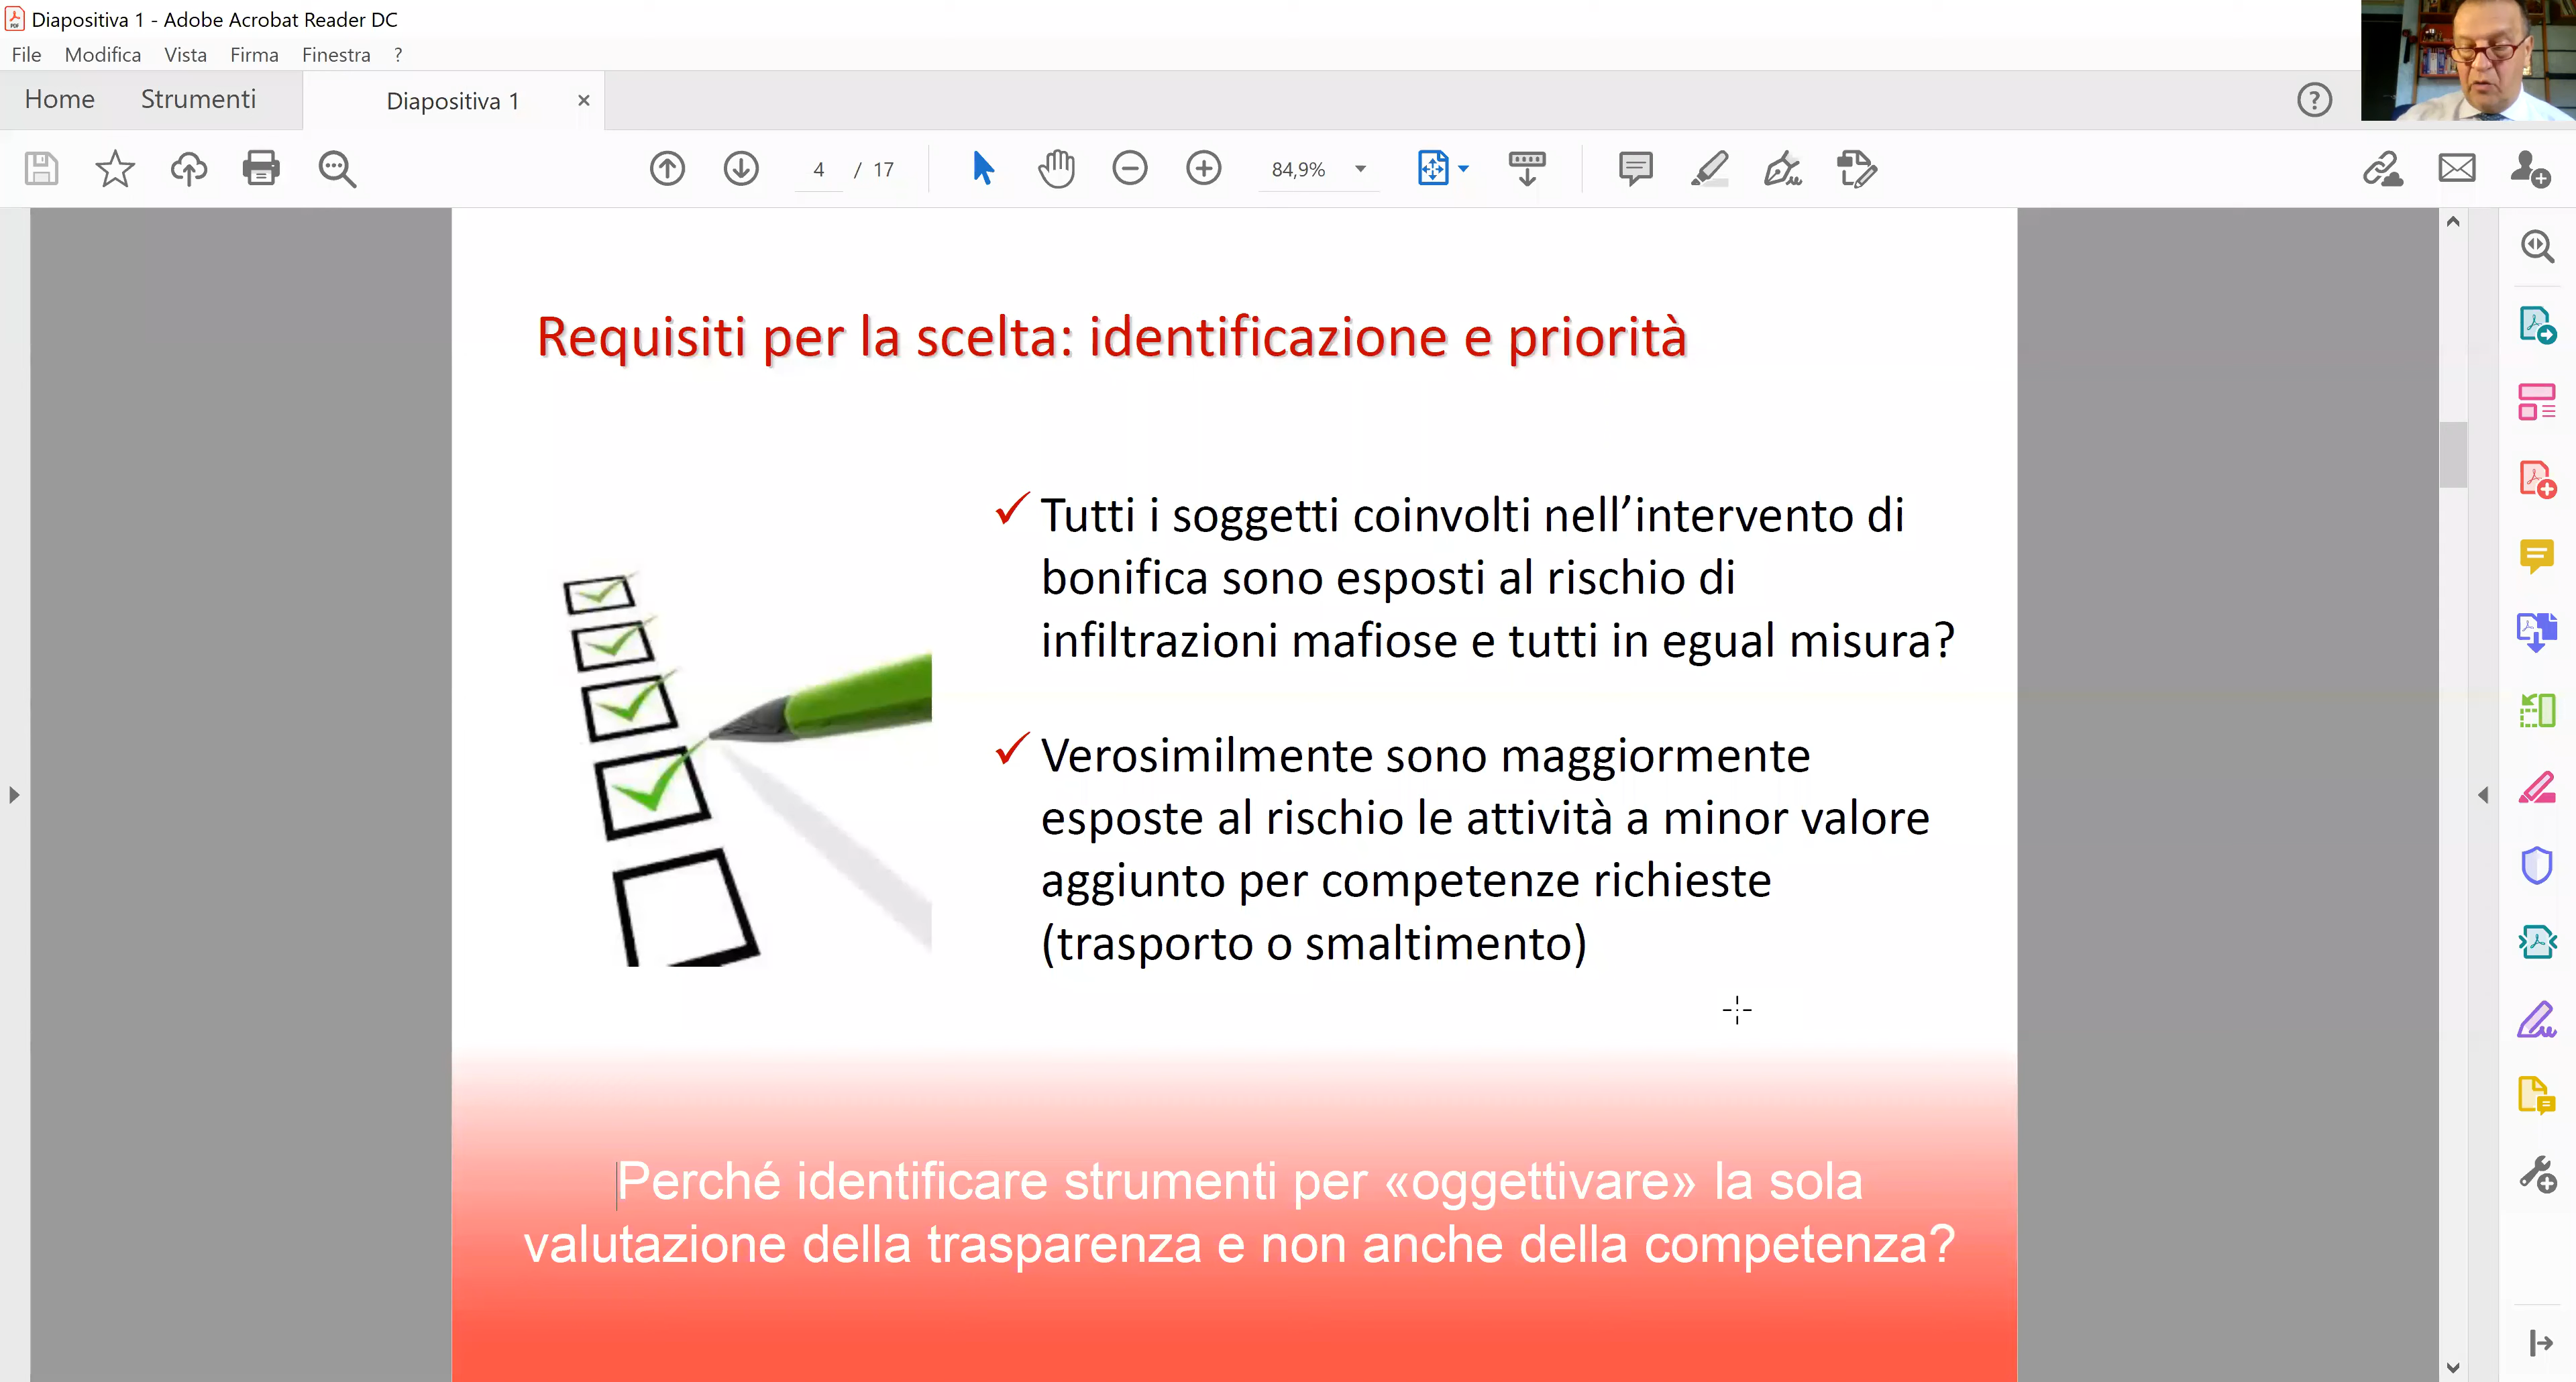 Diapositiva 1 - Adobe Acrobat Reader DC
File Modifica Vista Firma Finestra ?
Home Strumenti Diapositiva 1 ×
4 / 17 84,9%
Requisiti per la scelta: identificazione e priorità
Tutti i soggetti coinvolti nell’intervento di
bonifica sono esposti al rischio di
infiltrazioni mafiose e tutti in egual misura?
Verosimilmente sono maggiormente
esposte al rischio le attività a minor valore
aggiunto per competenze richieste
(trasporto o smaltimento)
Perché identificare strumenti per «oggettivare» la sola
valutazione della trasparenza e non anche della competenza?